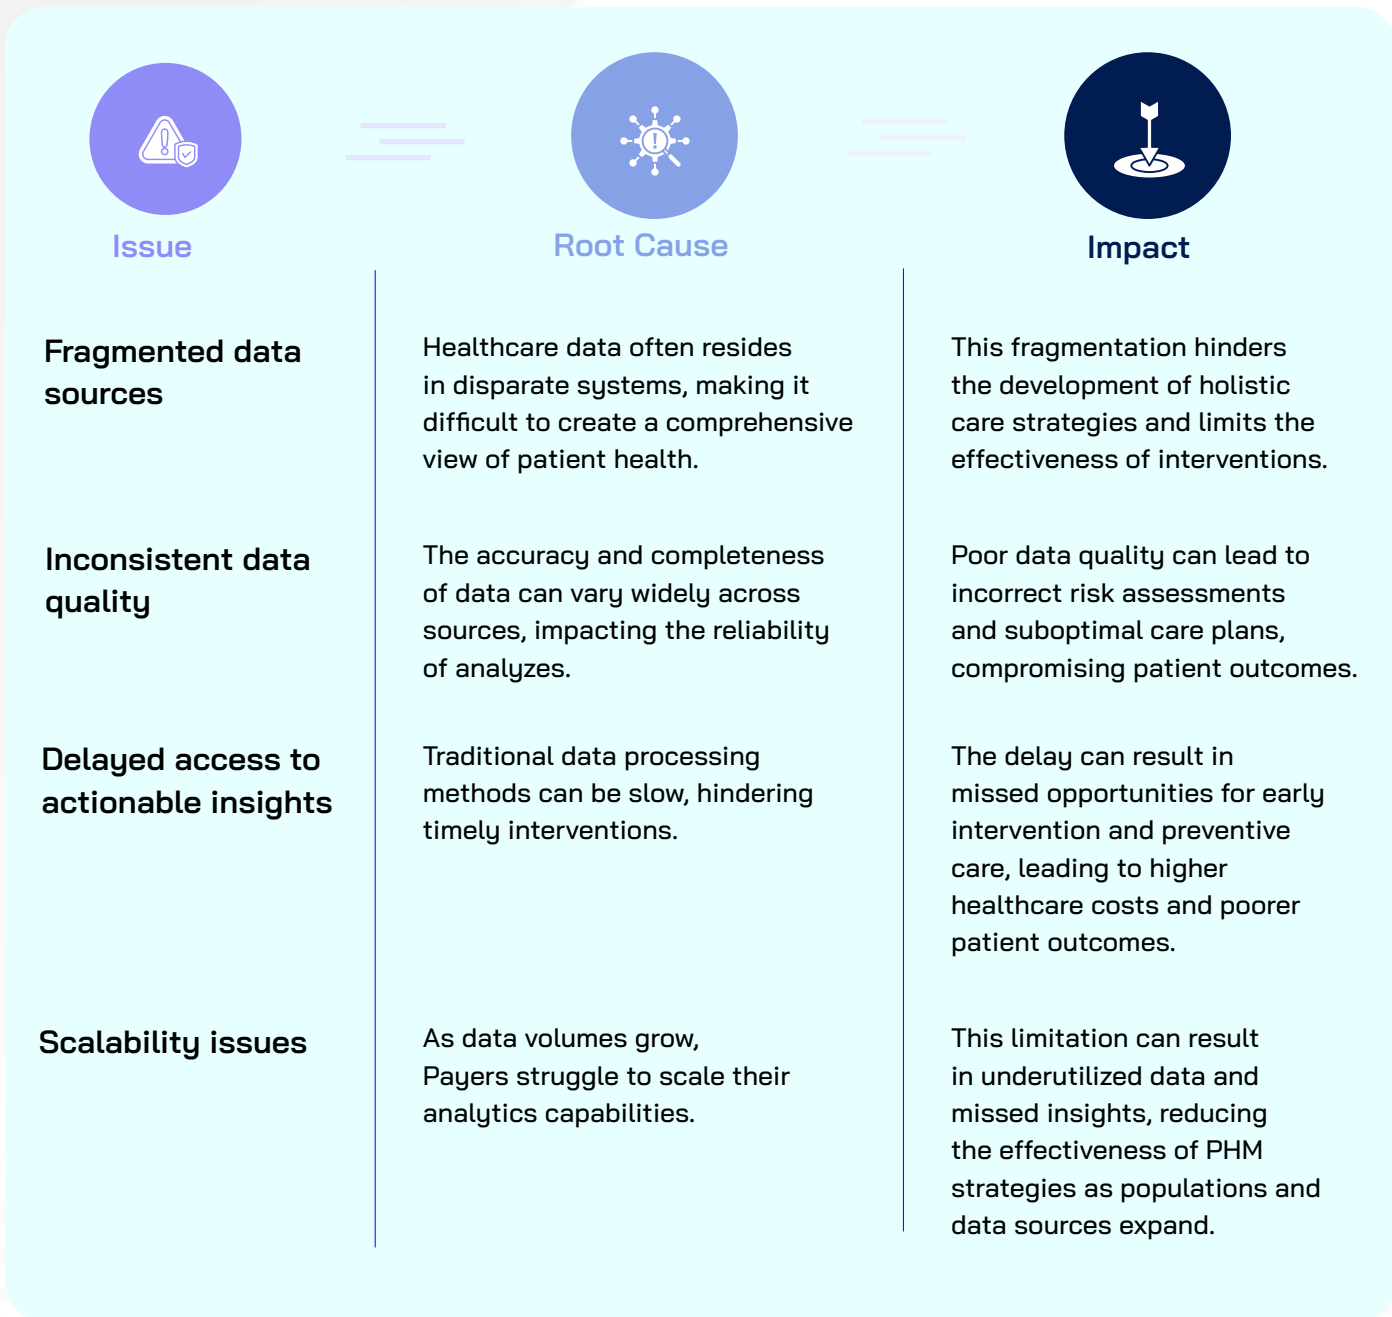 Issue
Root Cause
Impact
Fragmented data
sources
Healthcare data often resides
in disparate systems, making it
difficult to create a comprehensive
view of patient health.
This fragmentation hinders
the development of holistic
care strategies and limits the
effectiveness of interventions.
Inconsistent data
quality
The accuracy and completeness
of data can vary widely across
sources, impacting the reliability
of analyzes.
Poor data quality can lead to
incorrect risk assessments
and suboptimal care plans,
compromising patient outcomes.
Delayed access to
actionable insights
Traditional data processing
methods can be slow, hindering
timely interventions.
The delay can result in
missed opportunities for early
intervention and preventive
care, leading to higher
healthcare costs and poorer
patient outcomes.
Scalability issues
As data volumes grow,
Payers struggle to scale their
analytics capabilities.
This limitation can result
in underutilized data and
missed insights, reducing
the effectiveness of PHM
strategies as populations and
data sources expand.